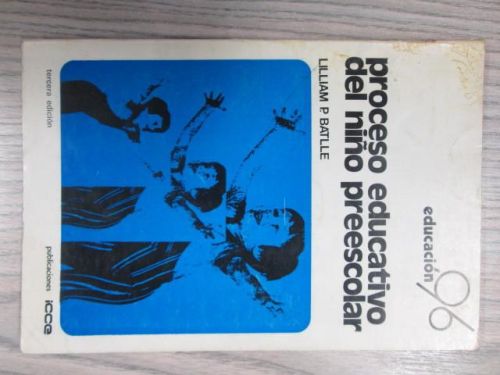 educación 96
proceso educativo
del niño preescolar
LILLIAM P. BATLLE
tercera edición
publicaciones icce